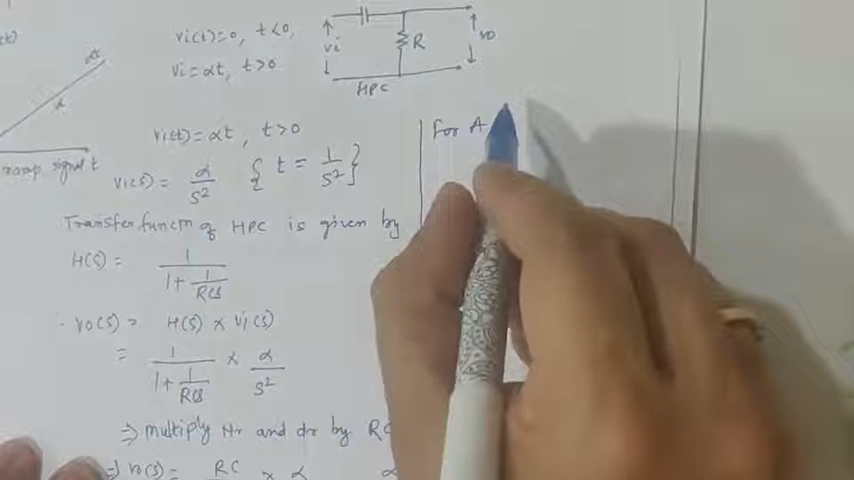 vi(t)=0, t<0,
vi=αt, t>0
vi
R
vo
HPC
αt
α
ramp signal t
vi(t)=αt, t>0
vi(s)= α/s² { t = 1/s² }
Transfer functn of HPC is given by
H(s)= 1/(1+1/RCs)
∴ vo(s)= H(s) x vi(s)
= 1/(1+1/RCs) x α/s²
⇒ multiply Nr and dr by RC
⇒ vo(s)= RC x α
For A